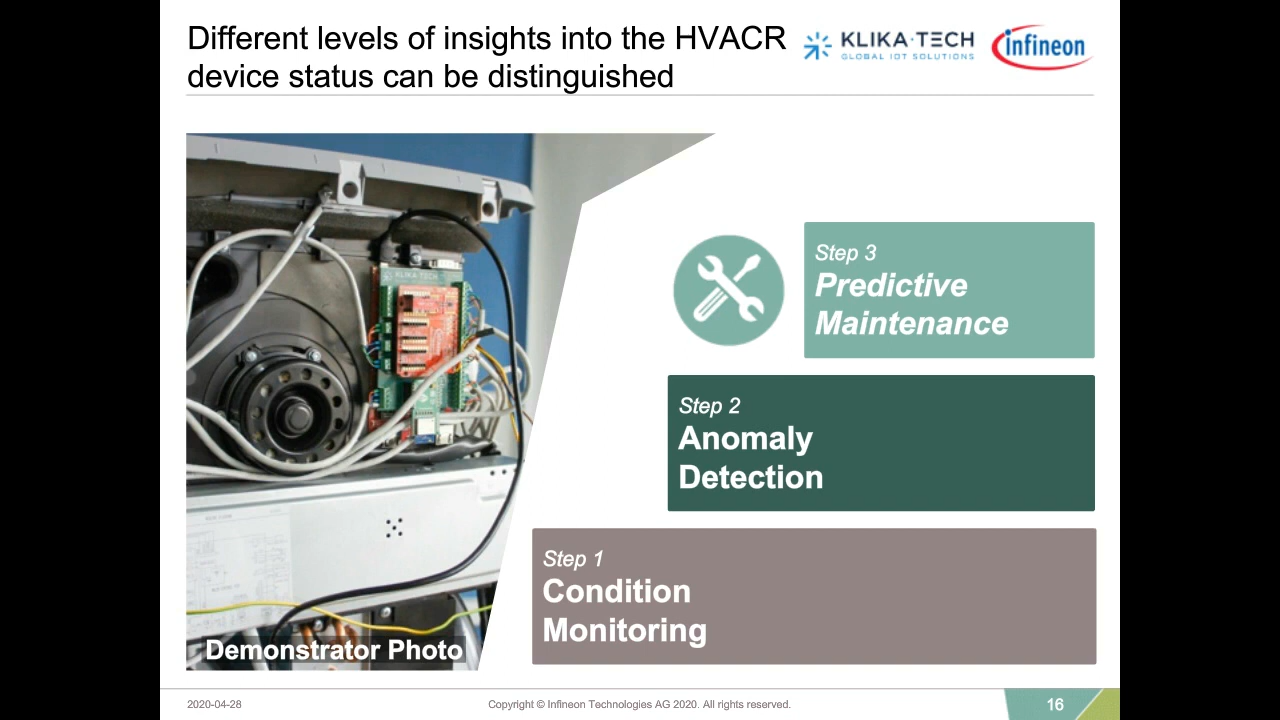 Different levels of insights into the HVACR
device status can be distinguished
KLIKA·TECH
GLOBAL IOT SOLUTIONS
infineon
KLIKA·TECH
Step 3
Predictive
Maintenance
Step 2
Anomaly
Detection
Step 1
Condition
Monitoring
Demonstrator Photo
2020-04-28
Copyright © Infineon Technologies AG 2020. All rights reserved.
16